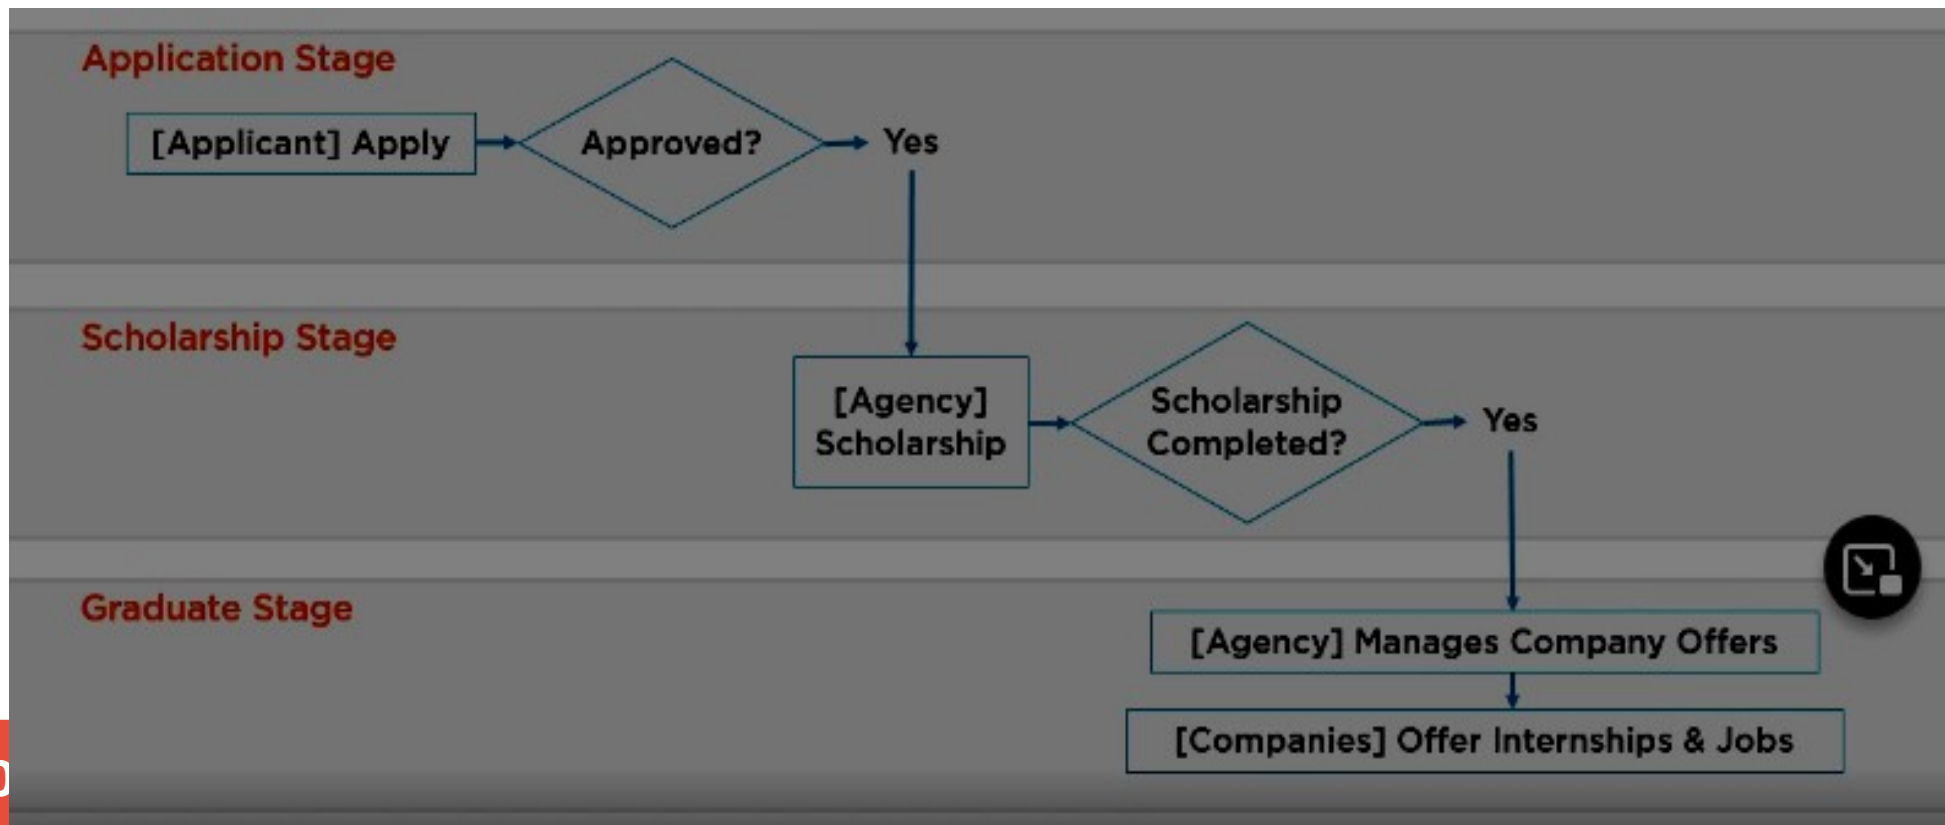 Application Stage
[Applicant] Apply
Approved?
Yes
Scholarship Stage
[Agency]
Scholarship
Scholarship
Completed?
Yes
Graduate Stage
[Agency] Manages Company Offers
[Companies] Offer Internships & Jobs